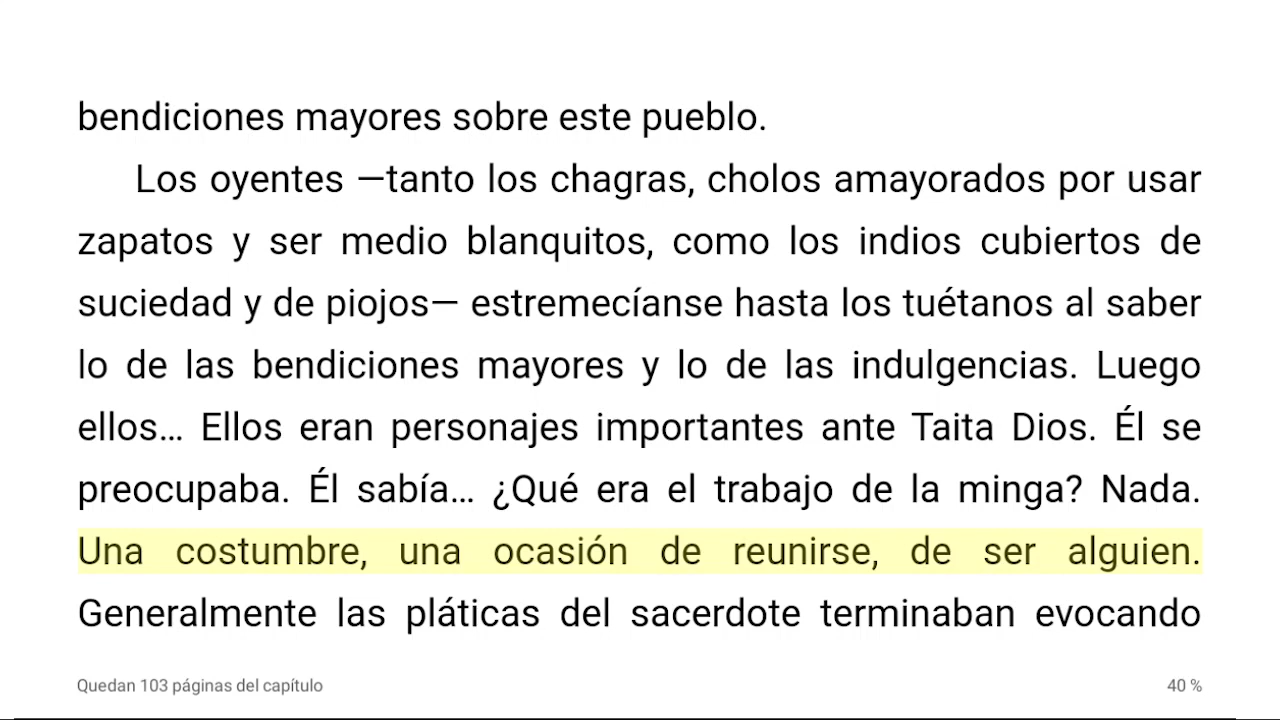 bendiciones mayores sobre este pueblo.
Los oyentes —tanto los chagras, cholos amayorados por usar
zapatos y ser medio blanquitos, como los indios cubiertos de
suciedad y de piojos— estremecíanse hasta los tuétanos al saber
lo de las bendiciones mayores y lo de las indulgencias. Luego
ellos… Ellos eran personajes importantes ante Taita Dios. Él se
preocupaba. Él sabía… ¿Qué era el trabajo de la minga? Nada.
Una costumbre, una ocasión de reunirse, de ser alguien.
Generalmente las pláticas del sacerdote terminaban evocando
Quedan 103 páginas del capítulo
40 %